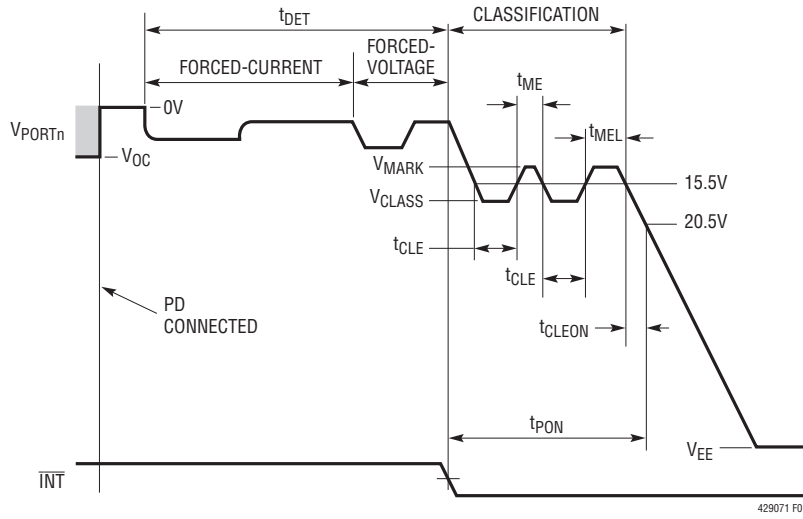 tDET
CLASSIFICATION
FORCED-CURRENT
FORCED-
VOLTAGE
tME
0V
VPORTn
tMEL
VOC
VMARK
15.5V
VCLASS
20.5V
tCLE
tCLE
PD
CONNECTED
tCLEON
tPON
VEE
INT
429071 F0